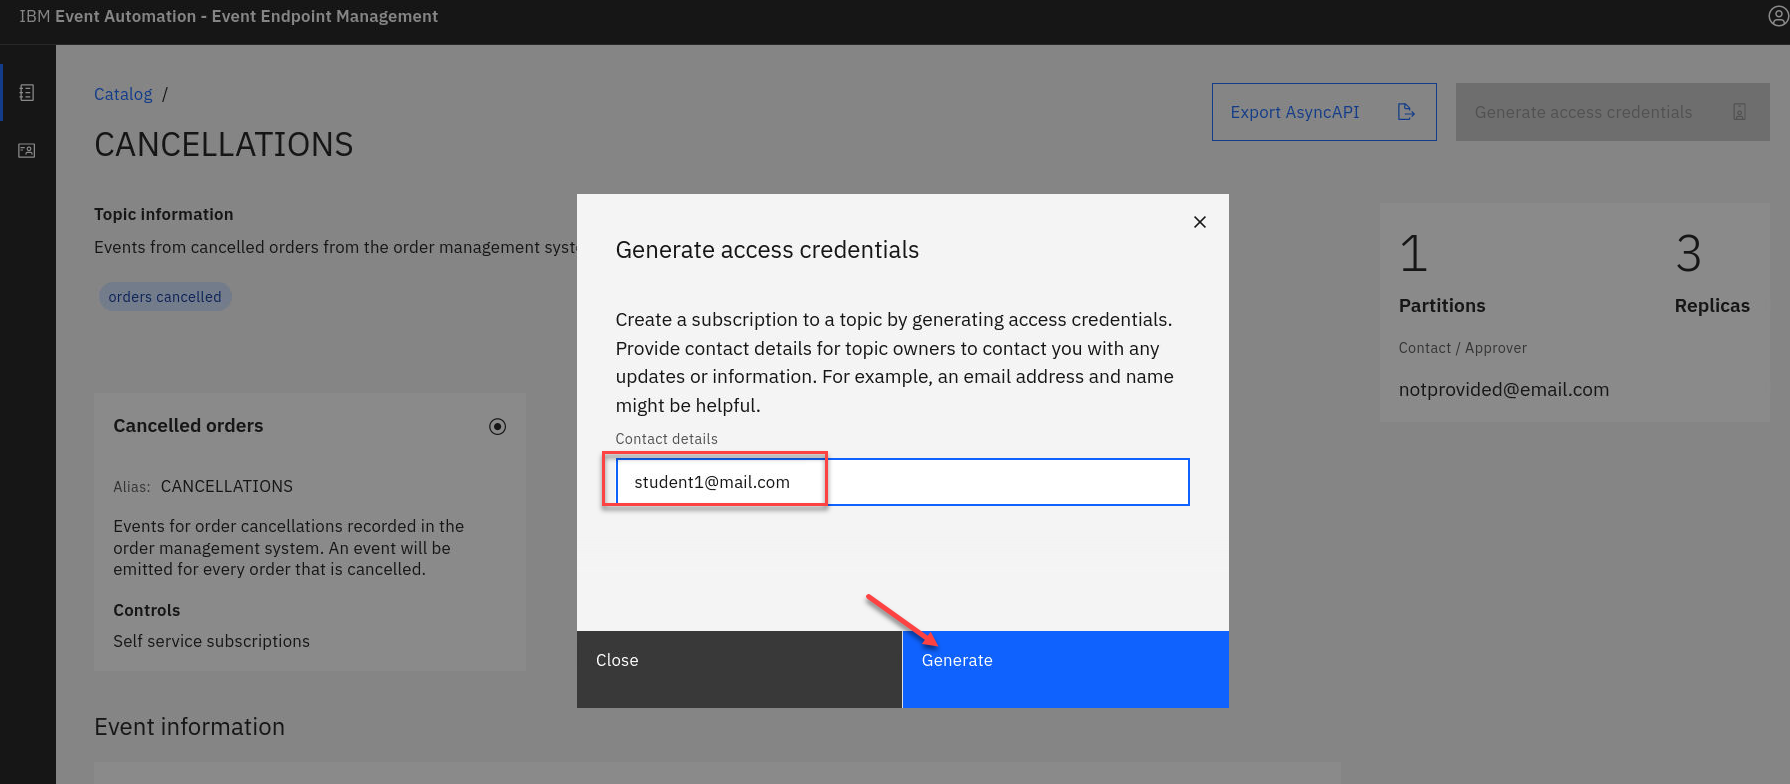 IBM Event Automation - Event Endpoint Management
Catalog /
CANCELLATIONS
Export AsyncAPI
Generate access credentials
Topic information
Events from cancelled orders from the order management syst
orders cancelled
1
Partitions
3
Replicas
Contact / Approver
notprovided@email.com
Cancelled orders
Alias: CANCELLATIONS
Events for order cancellations recorded in the
order management system. An event will be
emitted for every order that is cancelled.
Controls
Self service subscriptions
Event information
Generate access credentials
Create a subscription to a topic by generating access credentials.
Provide contact details for topic owners to contact you with any
updates or information. For example, an email address and name
might be helpful.
Contact details
student1@mail.com
Close
Generate